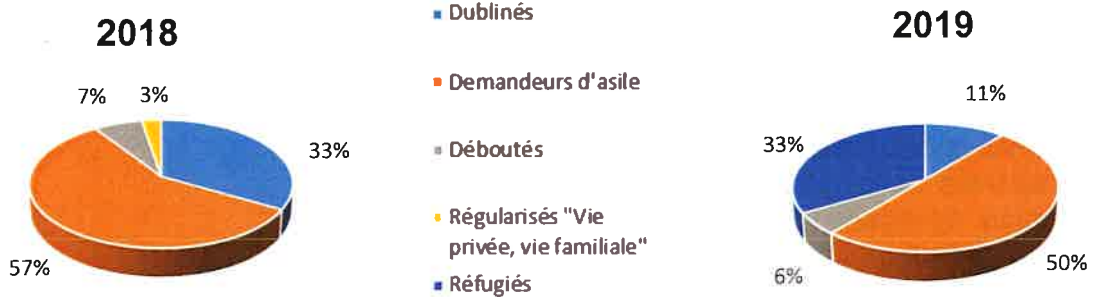 2018
7%
3%
33%
57%
Dublinés
Demandeurs d'asile
Déboutés
Régularisés "Vie
privée, vie familiale"
Réfugiés
2019
11%
33%
50%
6%